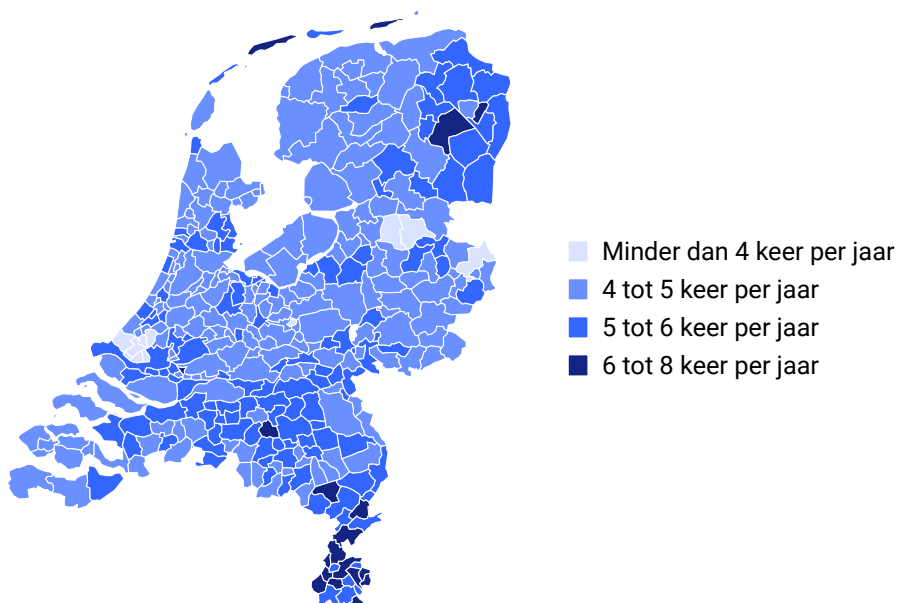 Minder dan 4 keer per jaar
4 tot 5 keer per jaar
5 tot 6 keer per jaar
6 tot 8 keer per jaar